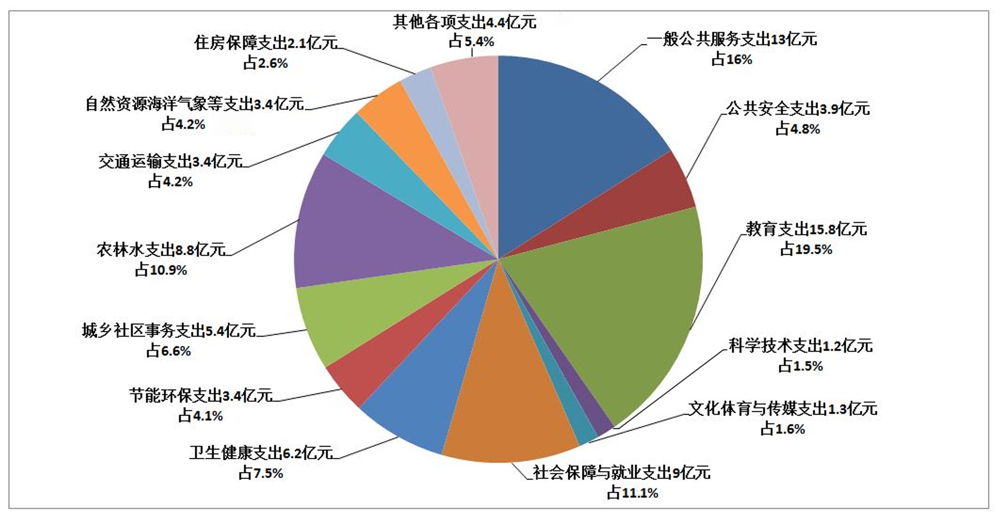 其他各项支出4.4亿元
占5.4%
一般公共服务支出13亿元
占16%
公共安全支出3.9亿元
占4.8%
教育支出15.8亿元
占19.5%
科学技术支出1.2亿元
占1.5%
文化体育与传媒支出1.3亿元
占1.6%
社会保障与就业支出9亿元
占11.1%
卫生健康支出6.2亿元
占7.5%
节能环保支出3.4亿元
占4.1%
城乡社区事务支出5.4亿元
占6.6%
农林水支出8.8亿元
占10.9%
交通运输支出3.4亿元
占4.2%
自然资源海洋气象等支出3.4亿元
占4.2%
住房保障支出2.1亿元
占2.6%